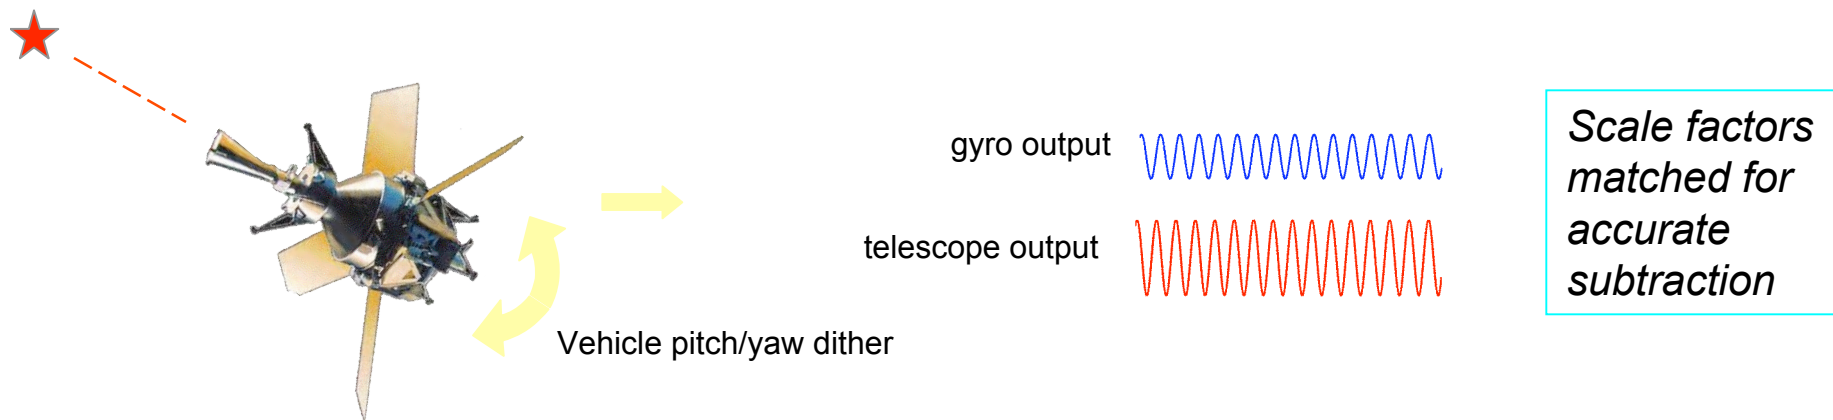 gyro output
telescope output
Vehicle pitch/yaw dither
Scale factors
matched for
accurate
subtraction